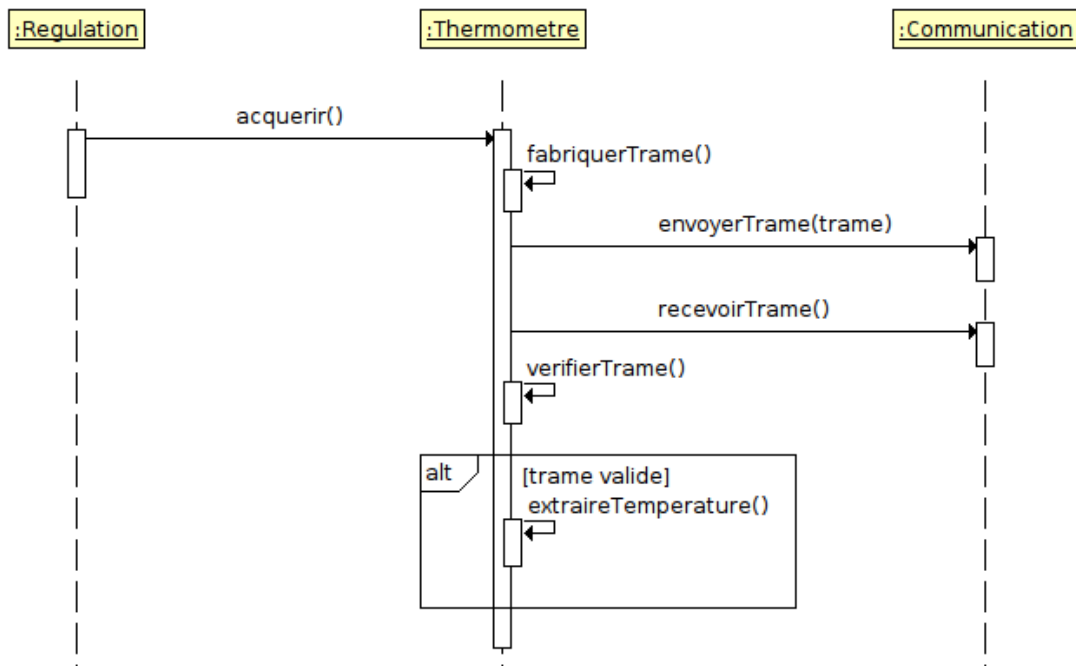 :Regulation
:Thermometre
:Communication
acquerir()
fabriquerTrame()
envoyerTrame(trame)
recevoirTrame()
verifierTrame()
alt
[trame valide]
extraireTemperature()